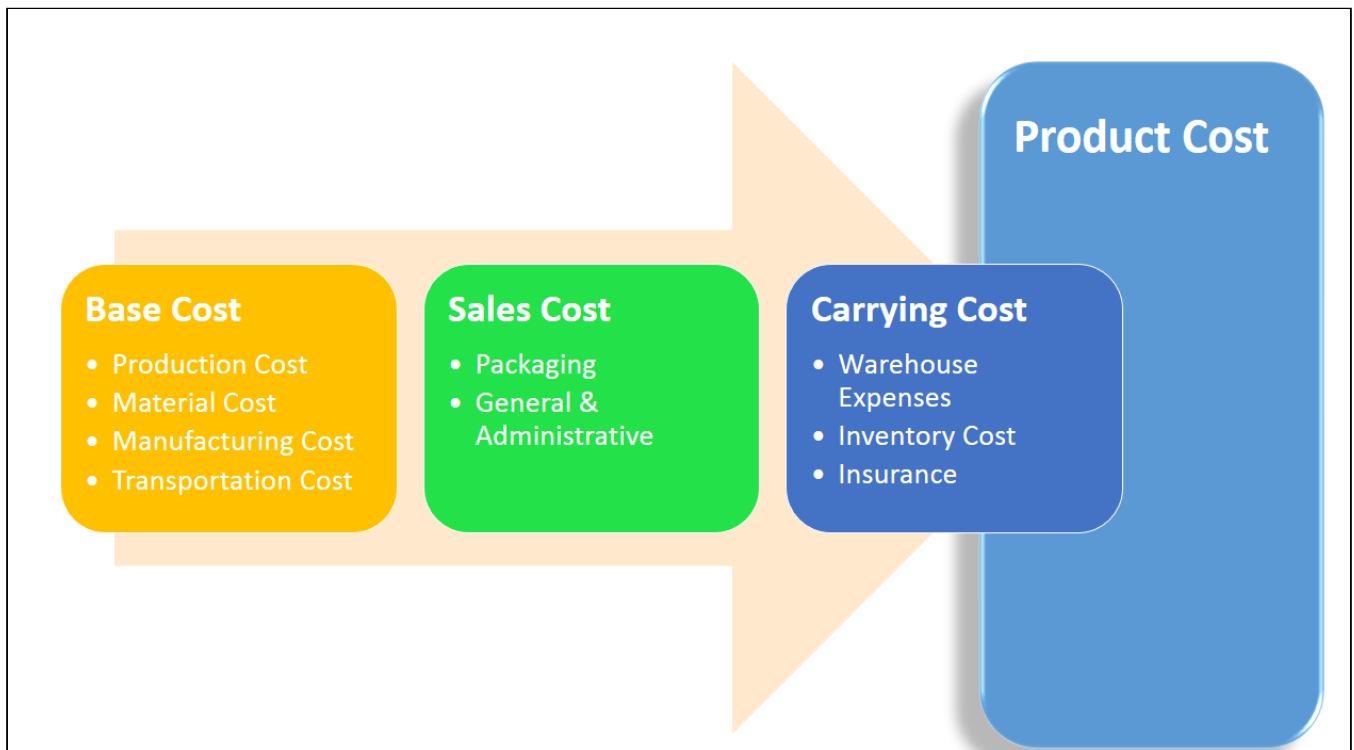 Product Cost
Base Cost
• Production Cost
• Material Cost
• Manufacturing Cost
• Transportation Cost
Sales Cost
• Packaging
• General &
Administrative
Carrying Cost
• Warehouse
Expenses
• Inventory Cost
• Insurance